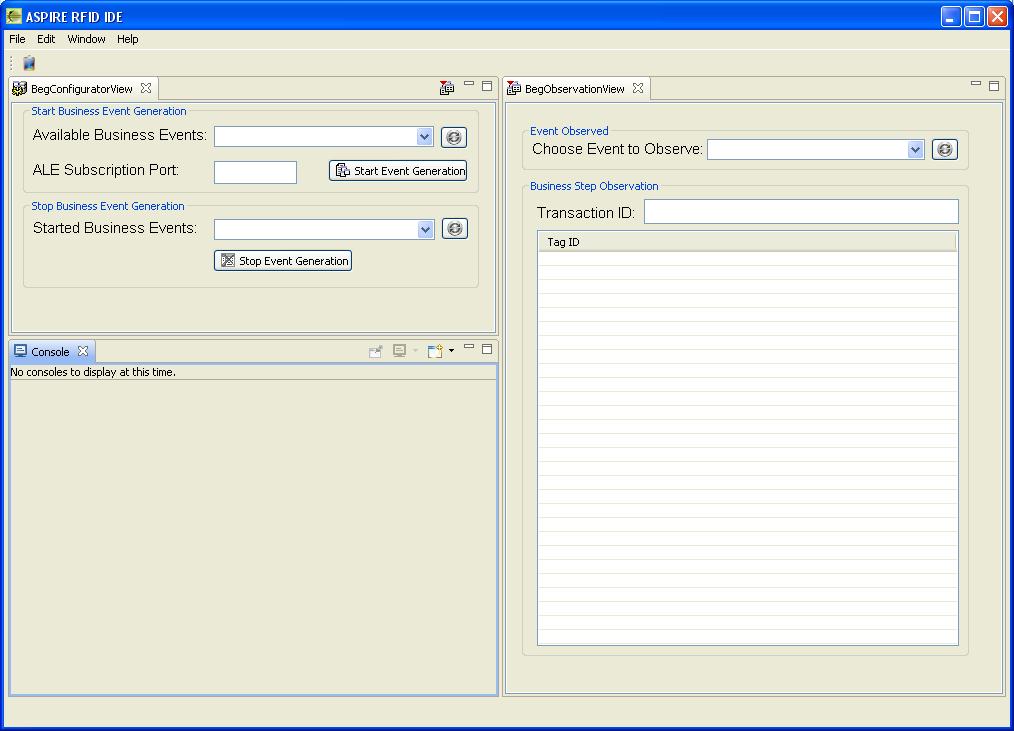 ASPIRE RFID IDE
File Edit Window Help
BegConfiguratorView
Start Business Event Generation
Available Business Events:
ALE Subscription Port:
Start Event Generation
Stop Business Event Generation
Started Business Events:
Stop Event Generation
Console
No consoles to display at this time.
BegObservationView
Event Observed
Choose Event to Observe:
Business Step Observation
Transaction ID:
Tag ID